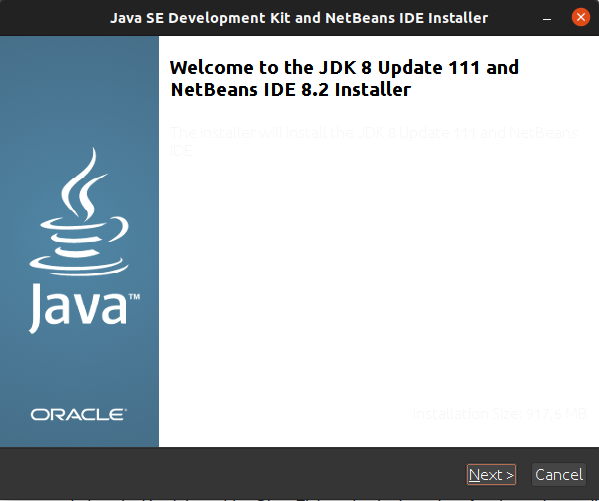 Java SE Development Kit and NetBeans IDE Installer
Welcome to the JDK 8 Update 111 and
NetBeans IDE 8.2 Installer
The installer will install the JDK 8 Update 111 and NetBeans
IDE.
Java™
ORACLE
Installation Size: 917,6 MB
Next >
Cancel